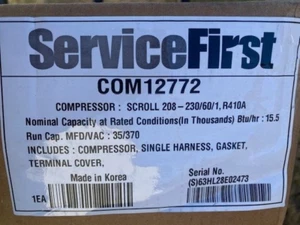 ServiceFirst
COM12772
COMPRESSOR : SCROLL 208-230/60/1, R410A
Nominal Capacity at Rated Conditions(In Thousands) Btu/hr : 15.5
Run Cap. MFD/VAC : 35/370
INCLUDES : COMPRESSOR, SINGLE HARNESS, GASKET,
TERMINAL COVER,
Serial No.
Made in Korea
(S)63HL28E02473
1EA